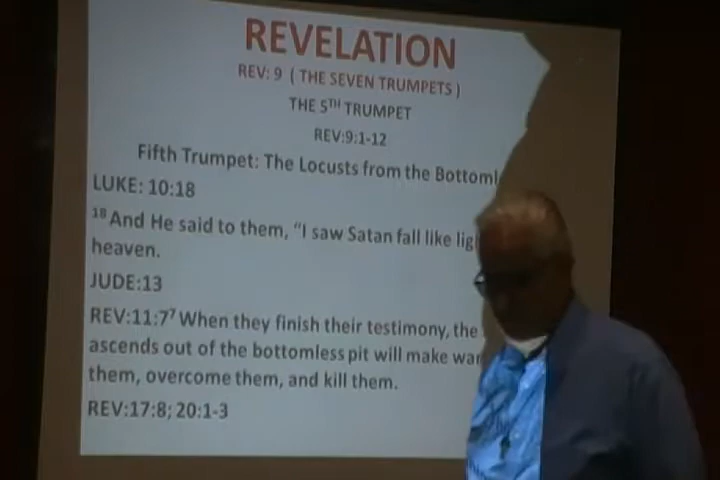 REVELATION
REV: 9 ( THE SEVEN TRUMPETS )
THE 5TH TRUMPET
REV:9:1-12
Fifth Trumpet: The Locusts from the
LUKE: 10:18
18 And He said to them, "I saw Satan fall like
heaven.
JUDE:13
REV:11:7 7 When they finish their testimony, the
ascends out of the bottomless pit will make
them, overcome them, and kill them.
REV:17:8; 20:1-3